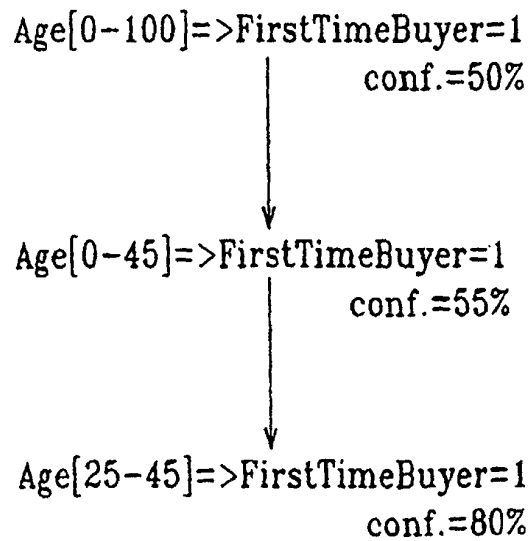 Age[0-100]=>FirstTimeBuyer=1
conf.=50%
Age[0-45]=>FirstTimeBuyer=1
conf.=55%
Age[25-45]=>FirstTimeBuyer=1
conf.=80%